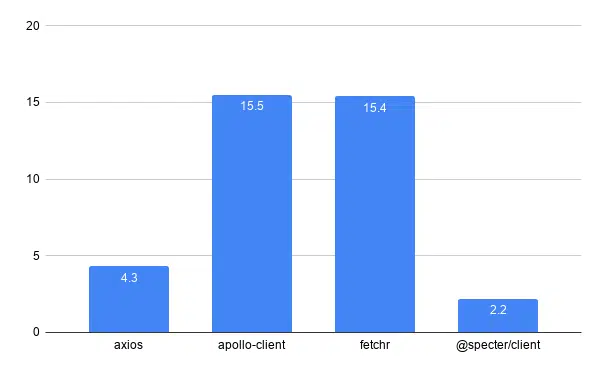 20
15
10
5
0
4.3
15.5
15.4
2.2
axios
apollo-client
fetchr
@specter/client